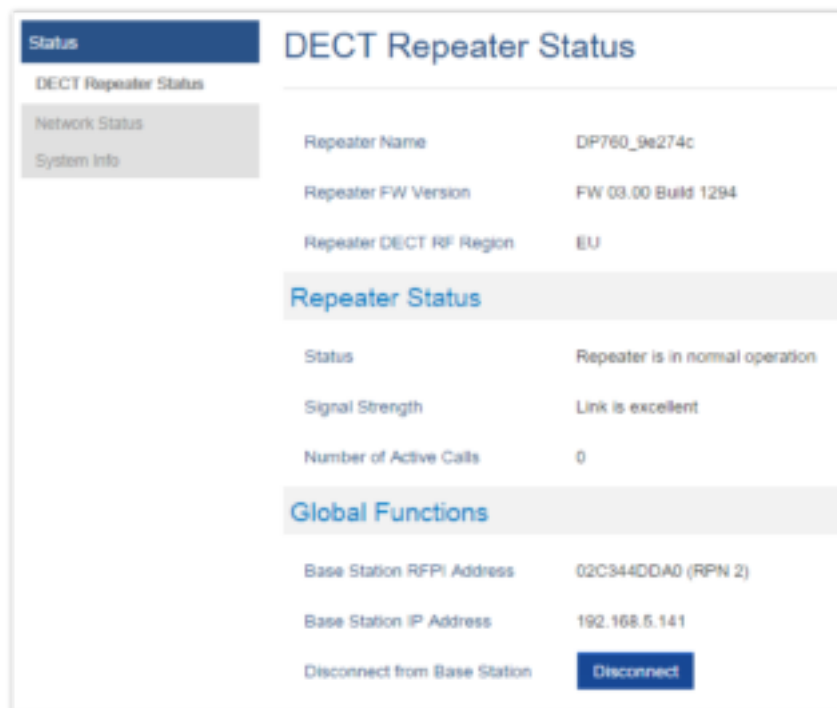 Status
DECT Repeater Status
Network Status
System Info
DECT Repeater Status
Repeater Name DP760_9e274c
Repeater FW Version FW 03.00 Build 1294
Repeater DECT RF Region EU
Repeater Status
Status Repeater is in normal operation
Signal Strength Link is excellent
Number of Active Calls 0
Global Functions
Base Station RFPI Address 02C344DDA0 (RPN 2)
Base Station IP Address 192.168.5.141
Disconnect from Base Station Disconnect